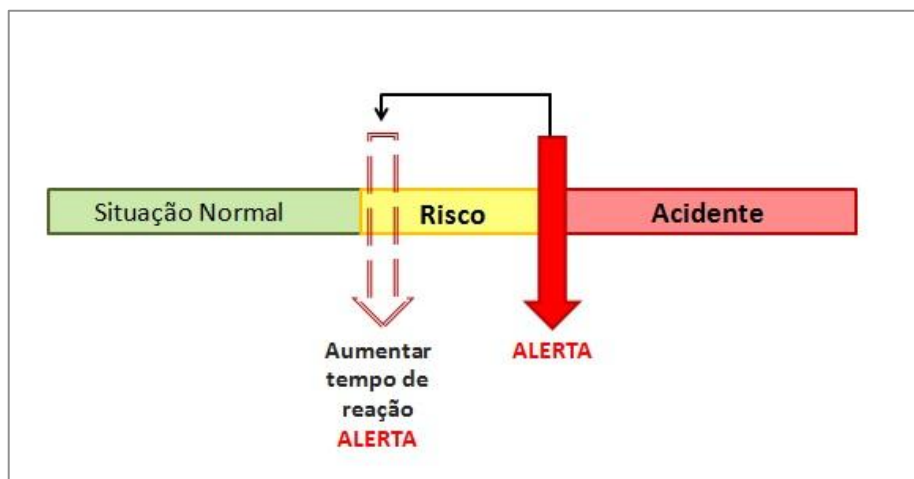 Situação Normal
Risco
Acidente
Aumentar
tempo de
reação
ALERTA
ALERTA